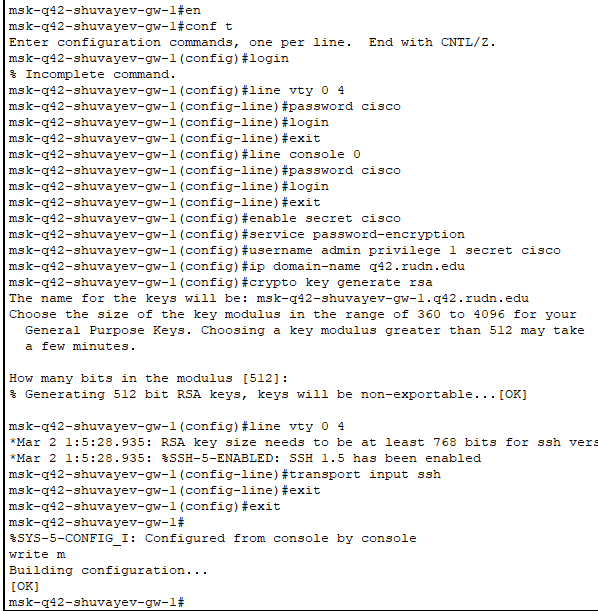 msk-q42-shuvayev-gw-1#en
msk-q42-shuvayev-gw-1#conf t
Enter configuration commands, one per line.  End with CNTL/Z.
msk-q42-shuvayev-gw-1(config)#login
% Incomplete command.
msk-q42-shuvayev-gw-1(config)#line vty 0 4
msk-q42-shuvayev-gw-1(config-line)#password cisco
msk-q42-shuvayev-gw-1(config-line)#login
msk-q42-shuvayev-gw-1(config-line)#exit
msk-q42-shuvayev-gw-1(config)#line console 0
msk-q42-shuvayev-gw-1(config-line)#password cisco
msk-q42-shuvayev-gw-1(config-line)#login
msk-q42-shuvayev-gw-1(config-line)#exit
msk-q42-shuvayev-gw-1(config)#enable secret cisco
msk-q42-shuvayev-gw-1(config)#service password-encryption
msk-q42-shuvayev-gw-1(config)#username admin privilege 1 secret cisco
msk-q42-shuvayev-gw-1(config)#ip domain-name q42.rudn.edu
msk-q42-shuvayev-gw-1(config)#crypto key generate rsa
The name for the keys will be: msk-q42-shuvayev-gw-1.q42.rudn.edu
Choose the size of the key modulus in the range of 360 to 4096 for your
  General Purpose Keys. Choosing a key modulus greater than 512 may take
  a few minutes.

How many bits in the modulus [512]:
% Generating 512 bit RSA keys, keys will be non-exportable...[OK]

msk-q42-shuvayev-gw-1(config)#line vty 0 4
*Mar 2 1:5:28.935: RSA key size needs to be at least 768 bits for ssh vers
*Mar 2 1:5:28.935: %SSH-5-ENABLED: SSH 1.5 has been enabled
msk-q42-shuvayev-gw-1(config-line)#transport input ssh
msk-q42-shuvayev-gw-1(config-line)#exit
msk-q42-shuvayev-gw-1(config)#exit
msk-q42-shuvayev-gw-1#
%SYS-5-CONFIG_I: Configured from console by console
write m
Building configuration...
[OK]
msk-q42-shuvayev-gw-1#